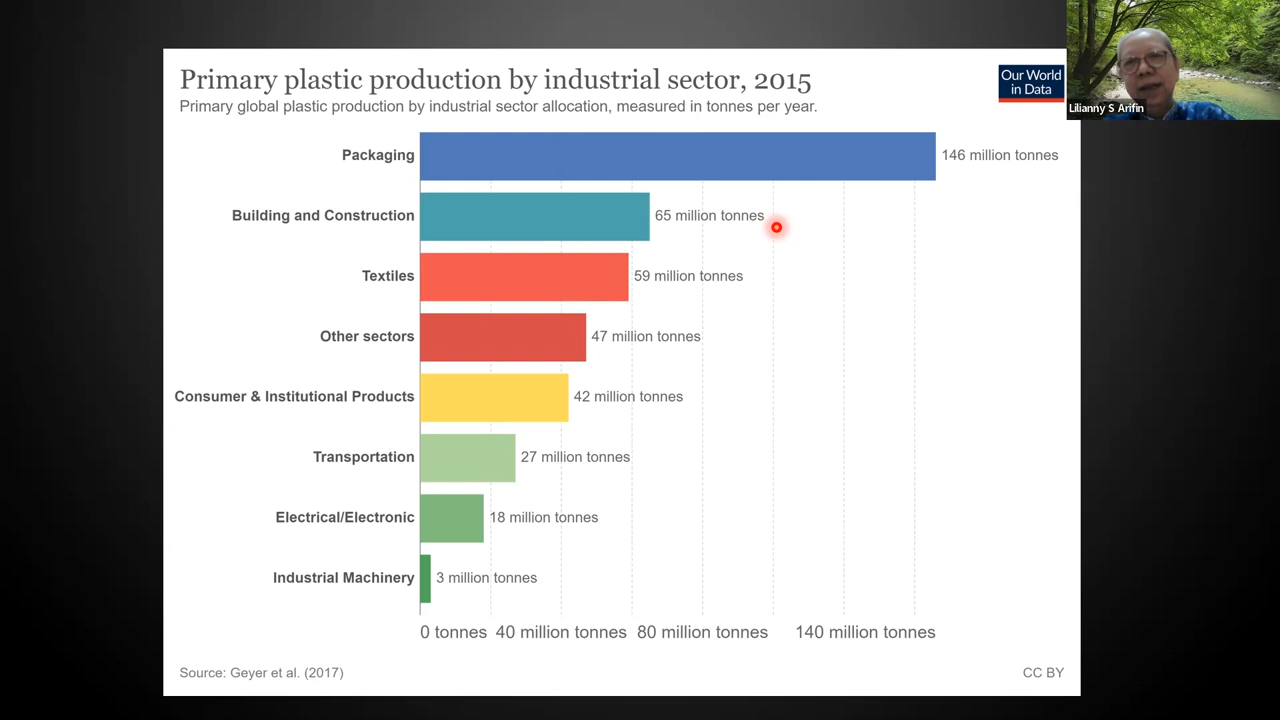 Primary plastic production by industrial sector, 2015
Primary global plastic production by industrial sector allocation, measured in tonnes per year.
Our World
in Data
Lilianny S Arifin
Packaging 146 million tonnes
Building and Construction 65 million tonnes
Textiles 59 million tonnes
Other sectors 47 million tonnes
Consumer & Institutional Products 42 million tonnes
Transportation 27 million tonnes
Electrical/Electronic 18 million tonnes
Industrial Machinery 3 million tonnes
0 tonnes 40 million tonnes 80 million tonnes 140 million tonnes
Source: Geyer et al. (2017) CC BY